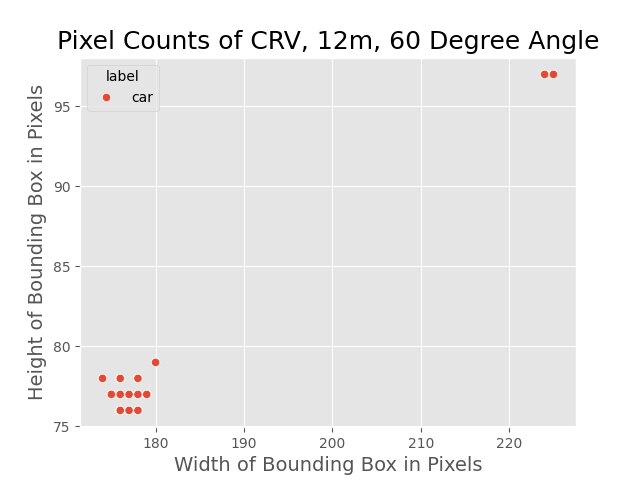 Pixel Counts of CRV, 12m, 60 Degree Angle
label
car
95
90
85
80
75
Height of Bounding Box in Pixels
180 190 200 210 220
Width of Bounding Box in Pixels